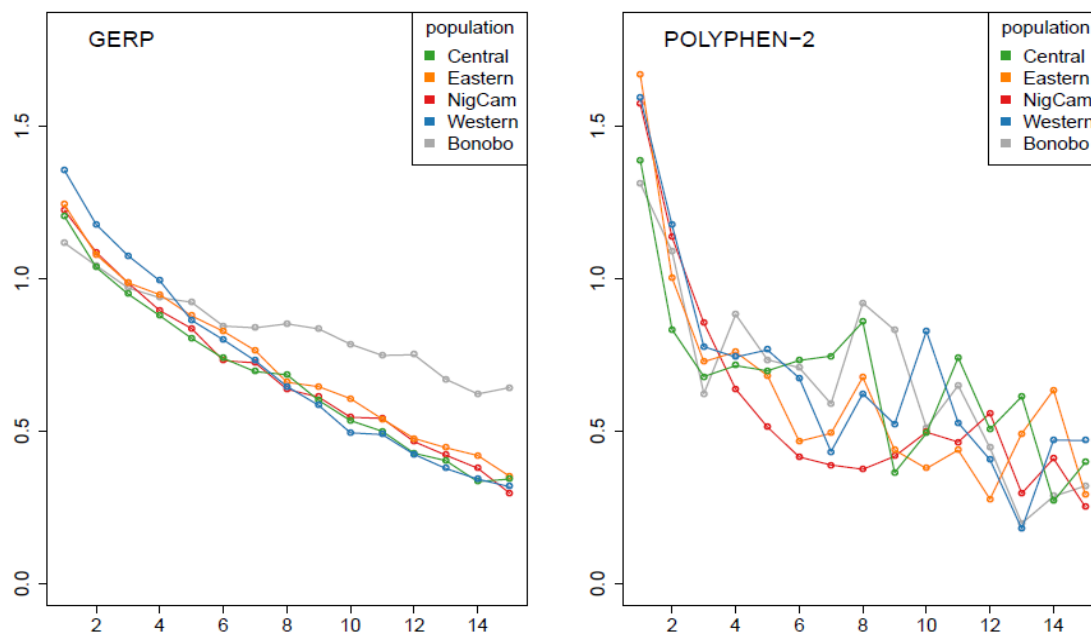 GERP
population
Central
Eastern
NigCam
Western
Bonobo
1.5
1.0
0.5
0.0
2 4 6 8 10 12 14
POLYPHEN−2
population
Central
Eastern
NigCam
Western
Bonobo
1.5
1.0
0.5
0.0
2 4 6 8 10 12 14